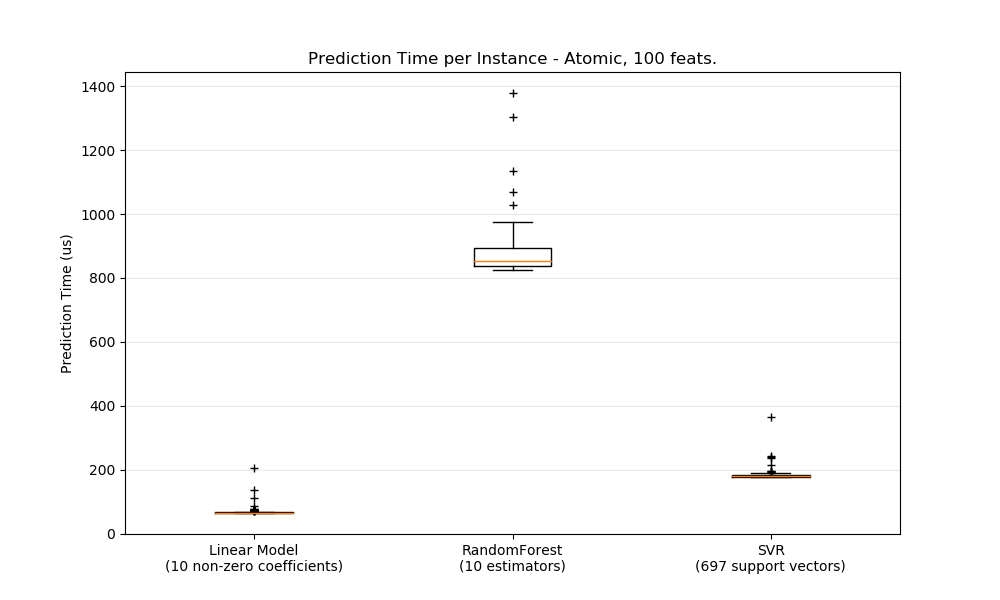 Prediction Time per Instance - Atomic, 100 feats.
Prediction Time (us)
1400
1200
1000
800
600
400
200
0
Linear Model
(10 non-zero coefficients)
RandomForest
(10 estimators)
SVR
(697 support vectors)